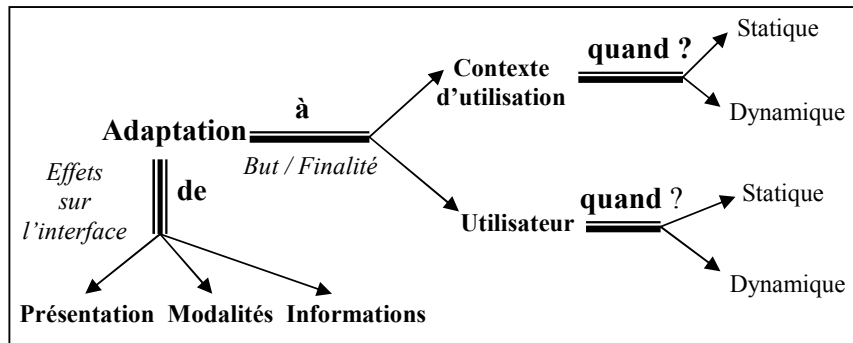 Statique
quand ?
Contexte
d'utilisation
à
Dynamique
Adaptation
But / Finalité
Effets
sur
l'interface
de
Statique
quand ?
Utilisateur
Dynamique
Présentation Modalités Informations